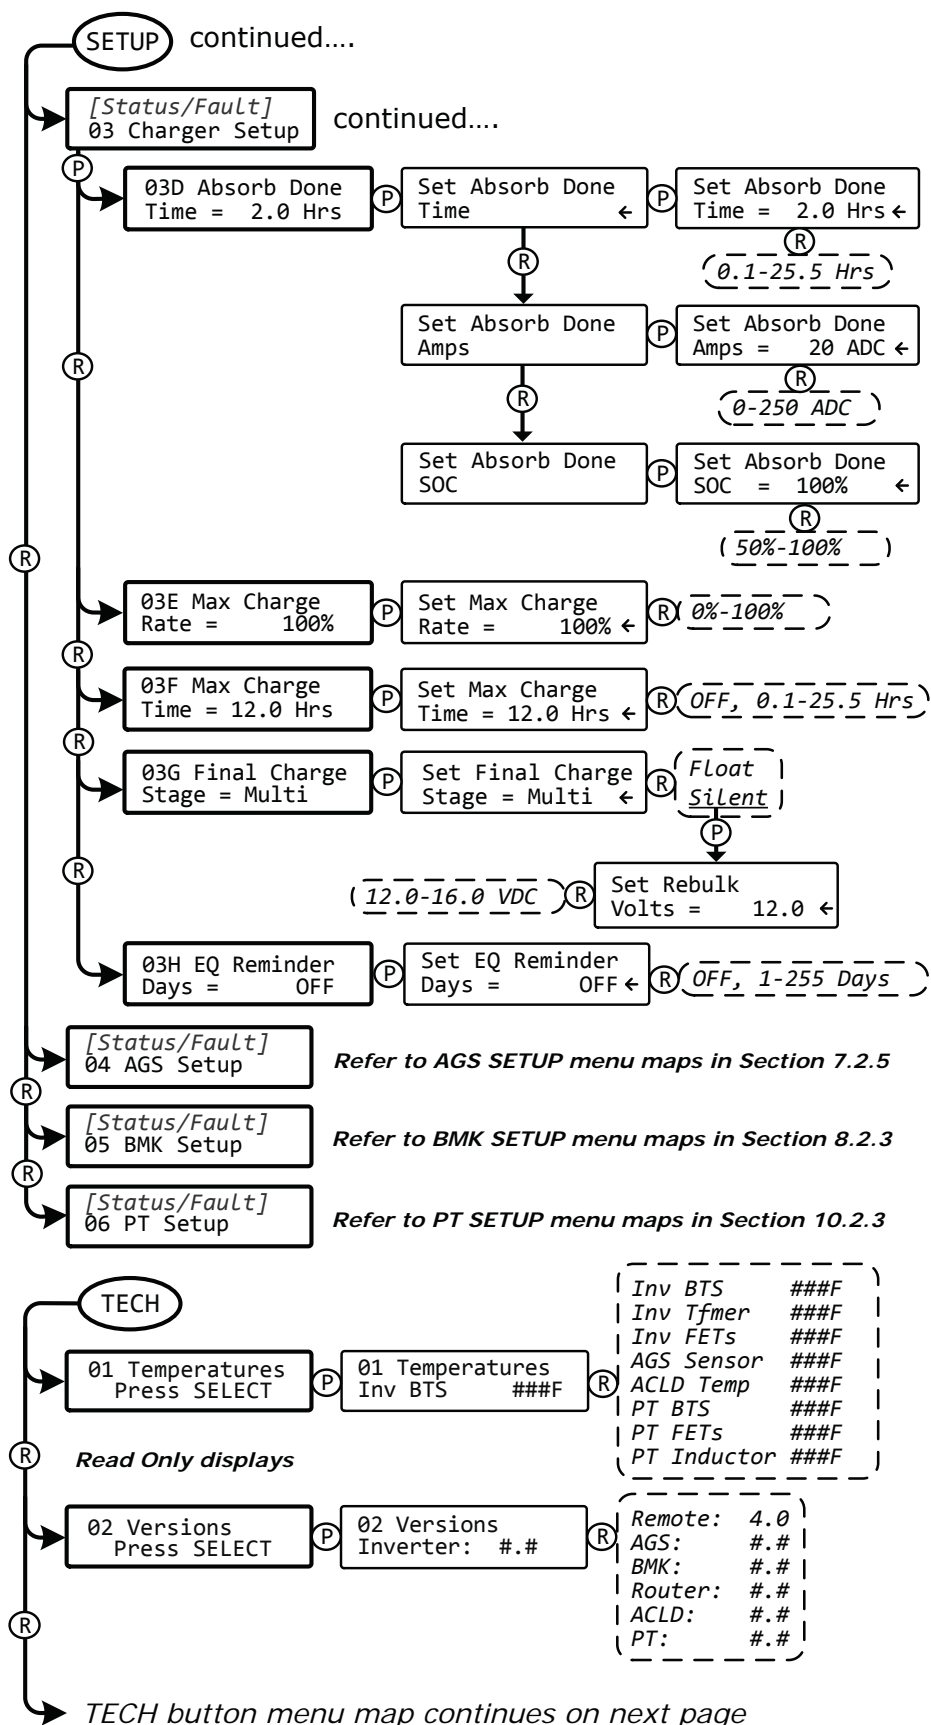 SETUP continued....
[Status/Fault]
03 Charger Setup
continued....
P
03D Absorb Done
Time = 2.0 Hrs
P
Set Absorb Done
Time ←
P
Set Absorb Done
Time = 2.0 Hrs ←
R
0.1-25.5 Hrs
R
Set Absorb Done
Amps
P
Set Absorb Done
Amps = 20 ADC ←
R
0-250 ADC
R
R
Set Absorb Done
SOC
P
Set Absorb Done
SOC = 100% ←
R
50%-100%
R
03E Max Charge
Rate = 100%
P
Set Max Charge
Rate = 100% ←
R
0%-100%
R
03F Max Charge
Time = 12.0 Hrs
P
Set Max Charge
Time = 12.0 Hrs ←
R
OFF, 0.1-25.5 Hrs
R
03G Final Charge
Stage = Multi
P
Set Final Charge
Stage = Multi ←
R
Float
Silent
P
R
12.0-16.0 VDC
R
Set Rebulk
Volts = 12.0 ←
03H EQ Reminder
Days = OFF
P
Set EQ Reminder
Days = OFF ←
R
OFF, 1-255 Days
[Status/Fault]
04 AGS Setup
Refer to AGS SETUP menu maps in Section 7.2.5
R
[Status/Fault]
05 BMK Setup
Refer to BMK SETUP menu maps in Section 8.2.3
R
[Status/Fault]
06 PT Setup
Refer to PT SETUP menu maps in Section 10.2.3
TECH
01 Temperatures
Press SELECT
P
01 Temperatures
Inv BTS ###F
R
Inv BTS ###F
Inv Tfmer ###F
Inv FETs ###F
AGS Sensor ###F
ACLD Temp ###F
PT BTS ###F
PT FETs ###F
PT Inductor ###F
R
Read Only displays
02 Versions
Press SELECT
P
02 Versions
Inverter: #.#
R
Remote: 4.0
AGS: #.#
BMK: #.#
Router: #.#
ACLD: #.#
PT: #.#
R
TECH button menu map continues on next page